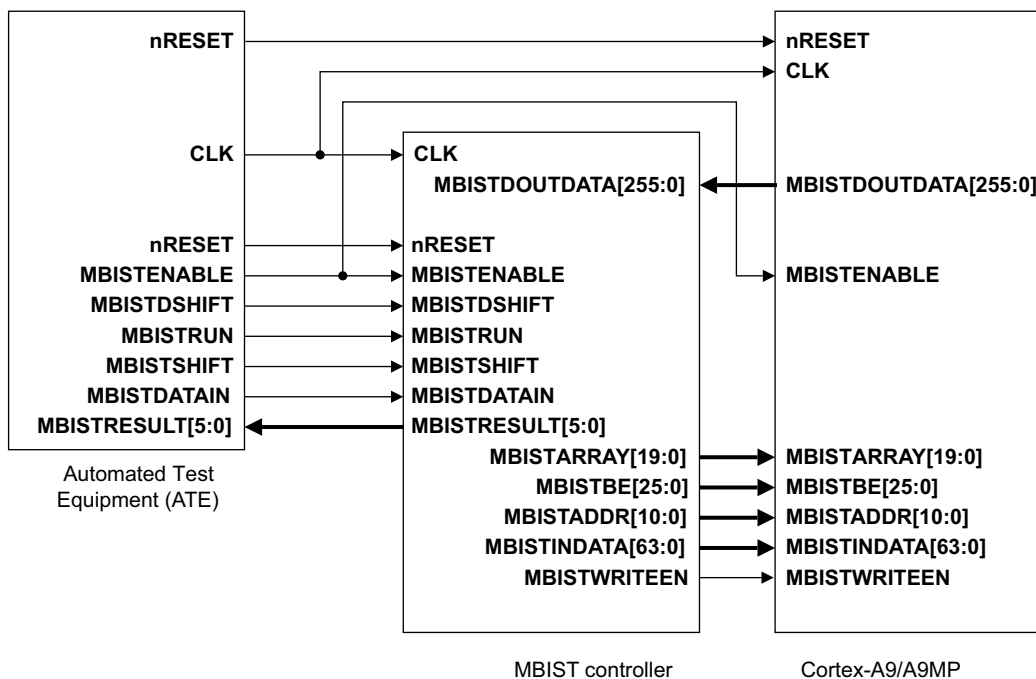 nRESET
CLK
nRESET
MBISTENABLE
MBISTDSHIFT
MBISTRUN
MBISTSHIFT
MBISTDATAIN
MBISTRESULT[5:0]
Automated Test
Equipment (ATE)
CLK
MBISTDOUTDATA[255:0]
nRESET
MBISTENABLE
MBISTDSHIFT
MBISTRUN
MBISTSHIFT
MBISTDATAIN
MBISTRESULT[5:0]
MBISTARRAY[19:0]
MBISTBE[25:0]
MBISTADDR[10:0]
MBISTINDATA[63:0]
MBISTWRITEEN
MBIST controller
nRESET
CLK
MBISTDOUTDATA[255:0]
MBISTENABLE
MBISTARRAY[19:0]
MBISTBE[25:0]
MBISTADDR[10:0]
MBISTINDATA[63:0]
MBISTWRITEEN
Cortex-A9/A9MP